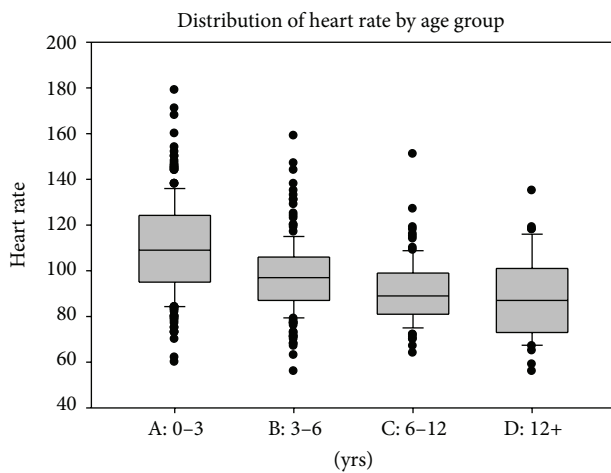 Distribution of heart rate by age group
200
180
160
140
120
100
80
60
40
Heart rate
A: 0–3 B: 3–6 C: 6–12 D: 12+
(yrs)